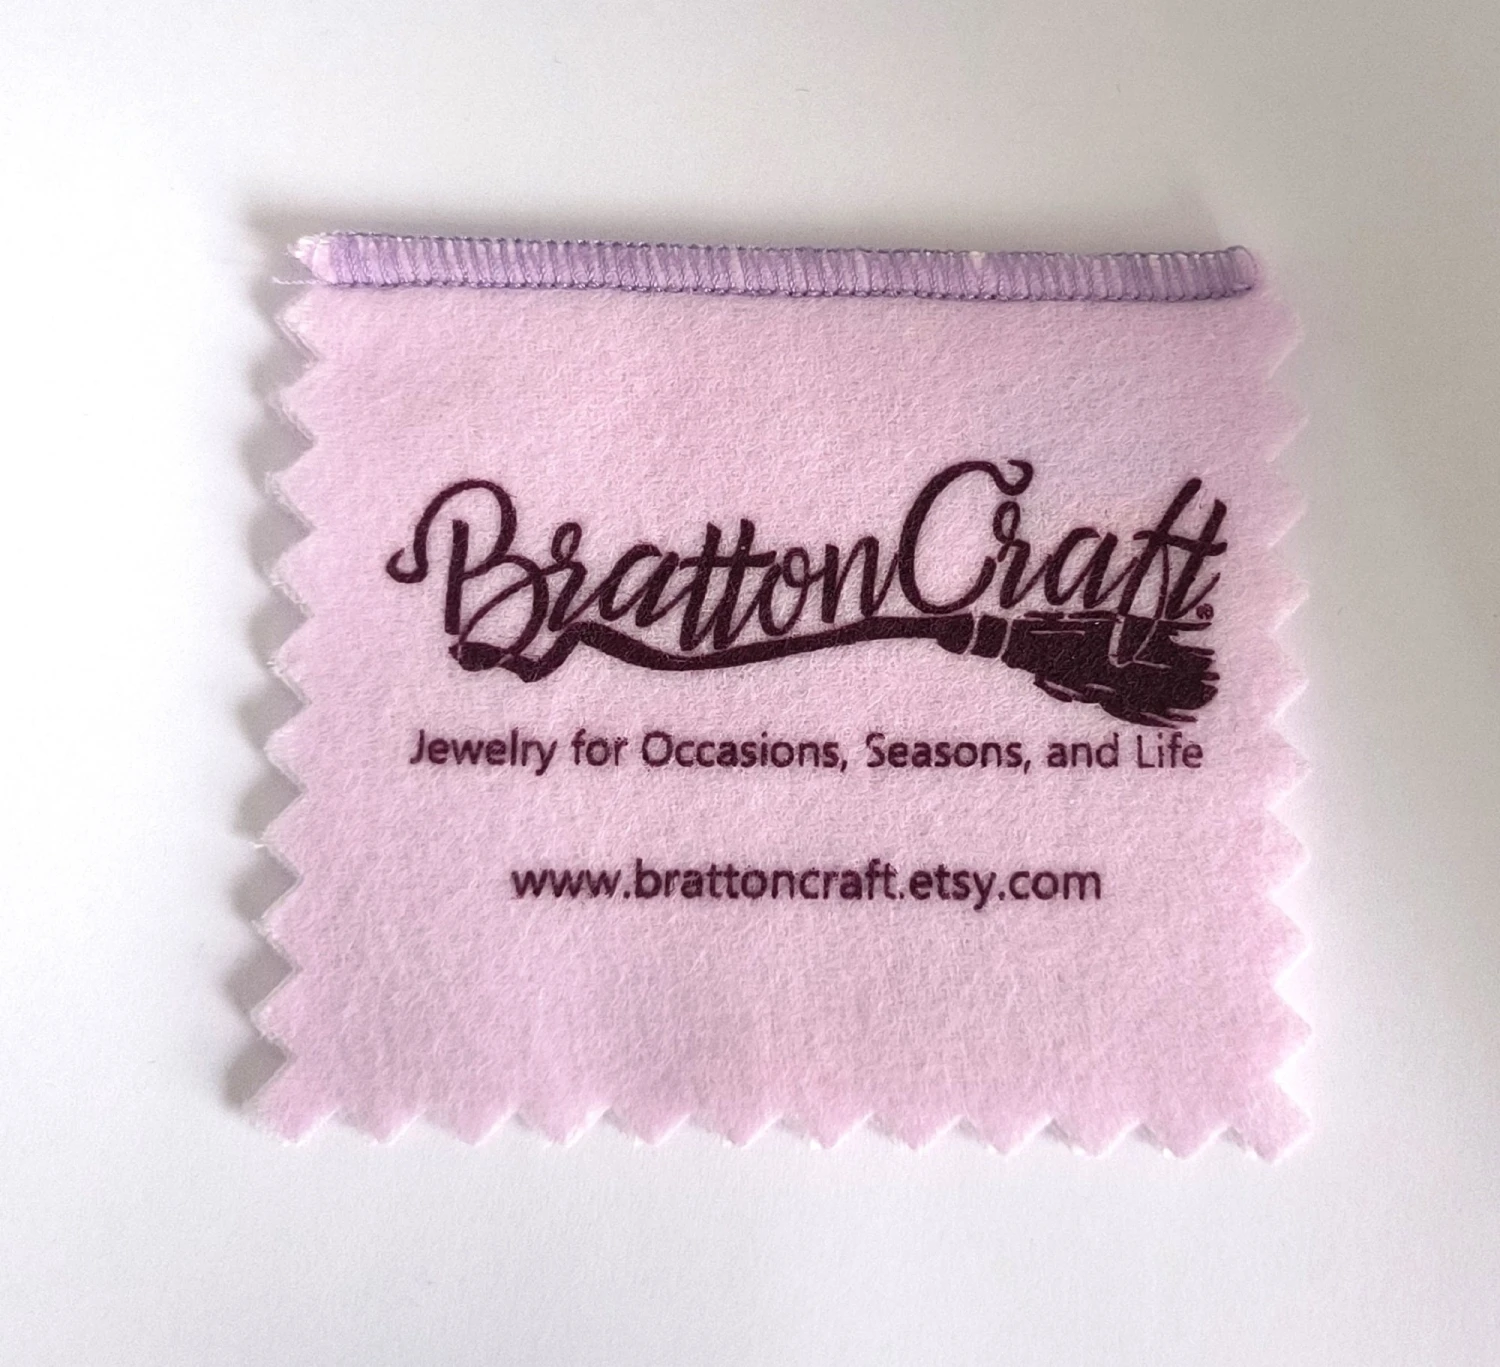 BrattonCraft®
Jewelry for Occasions, Seasons, and Life
www.brattoncraft.etsy.com